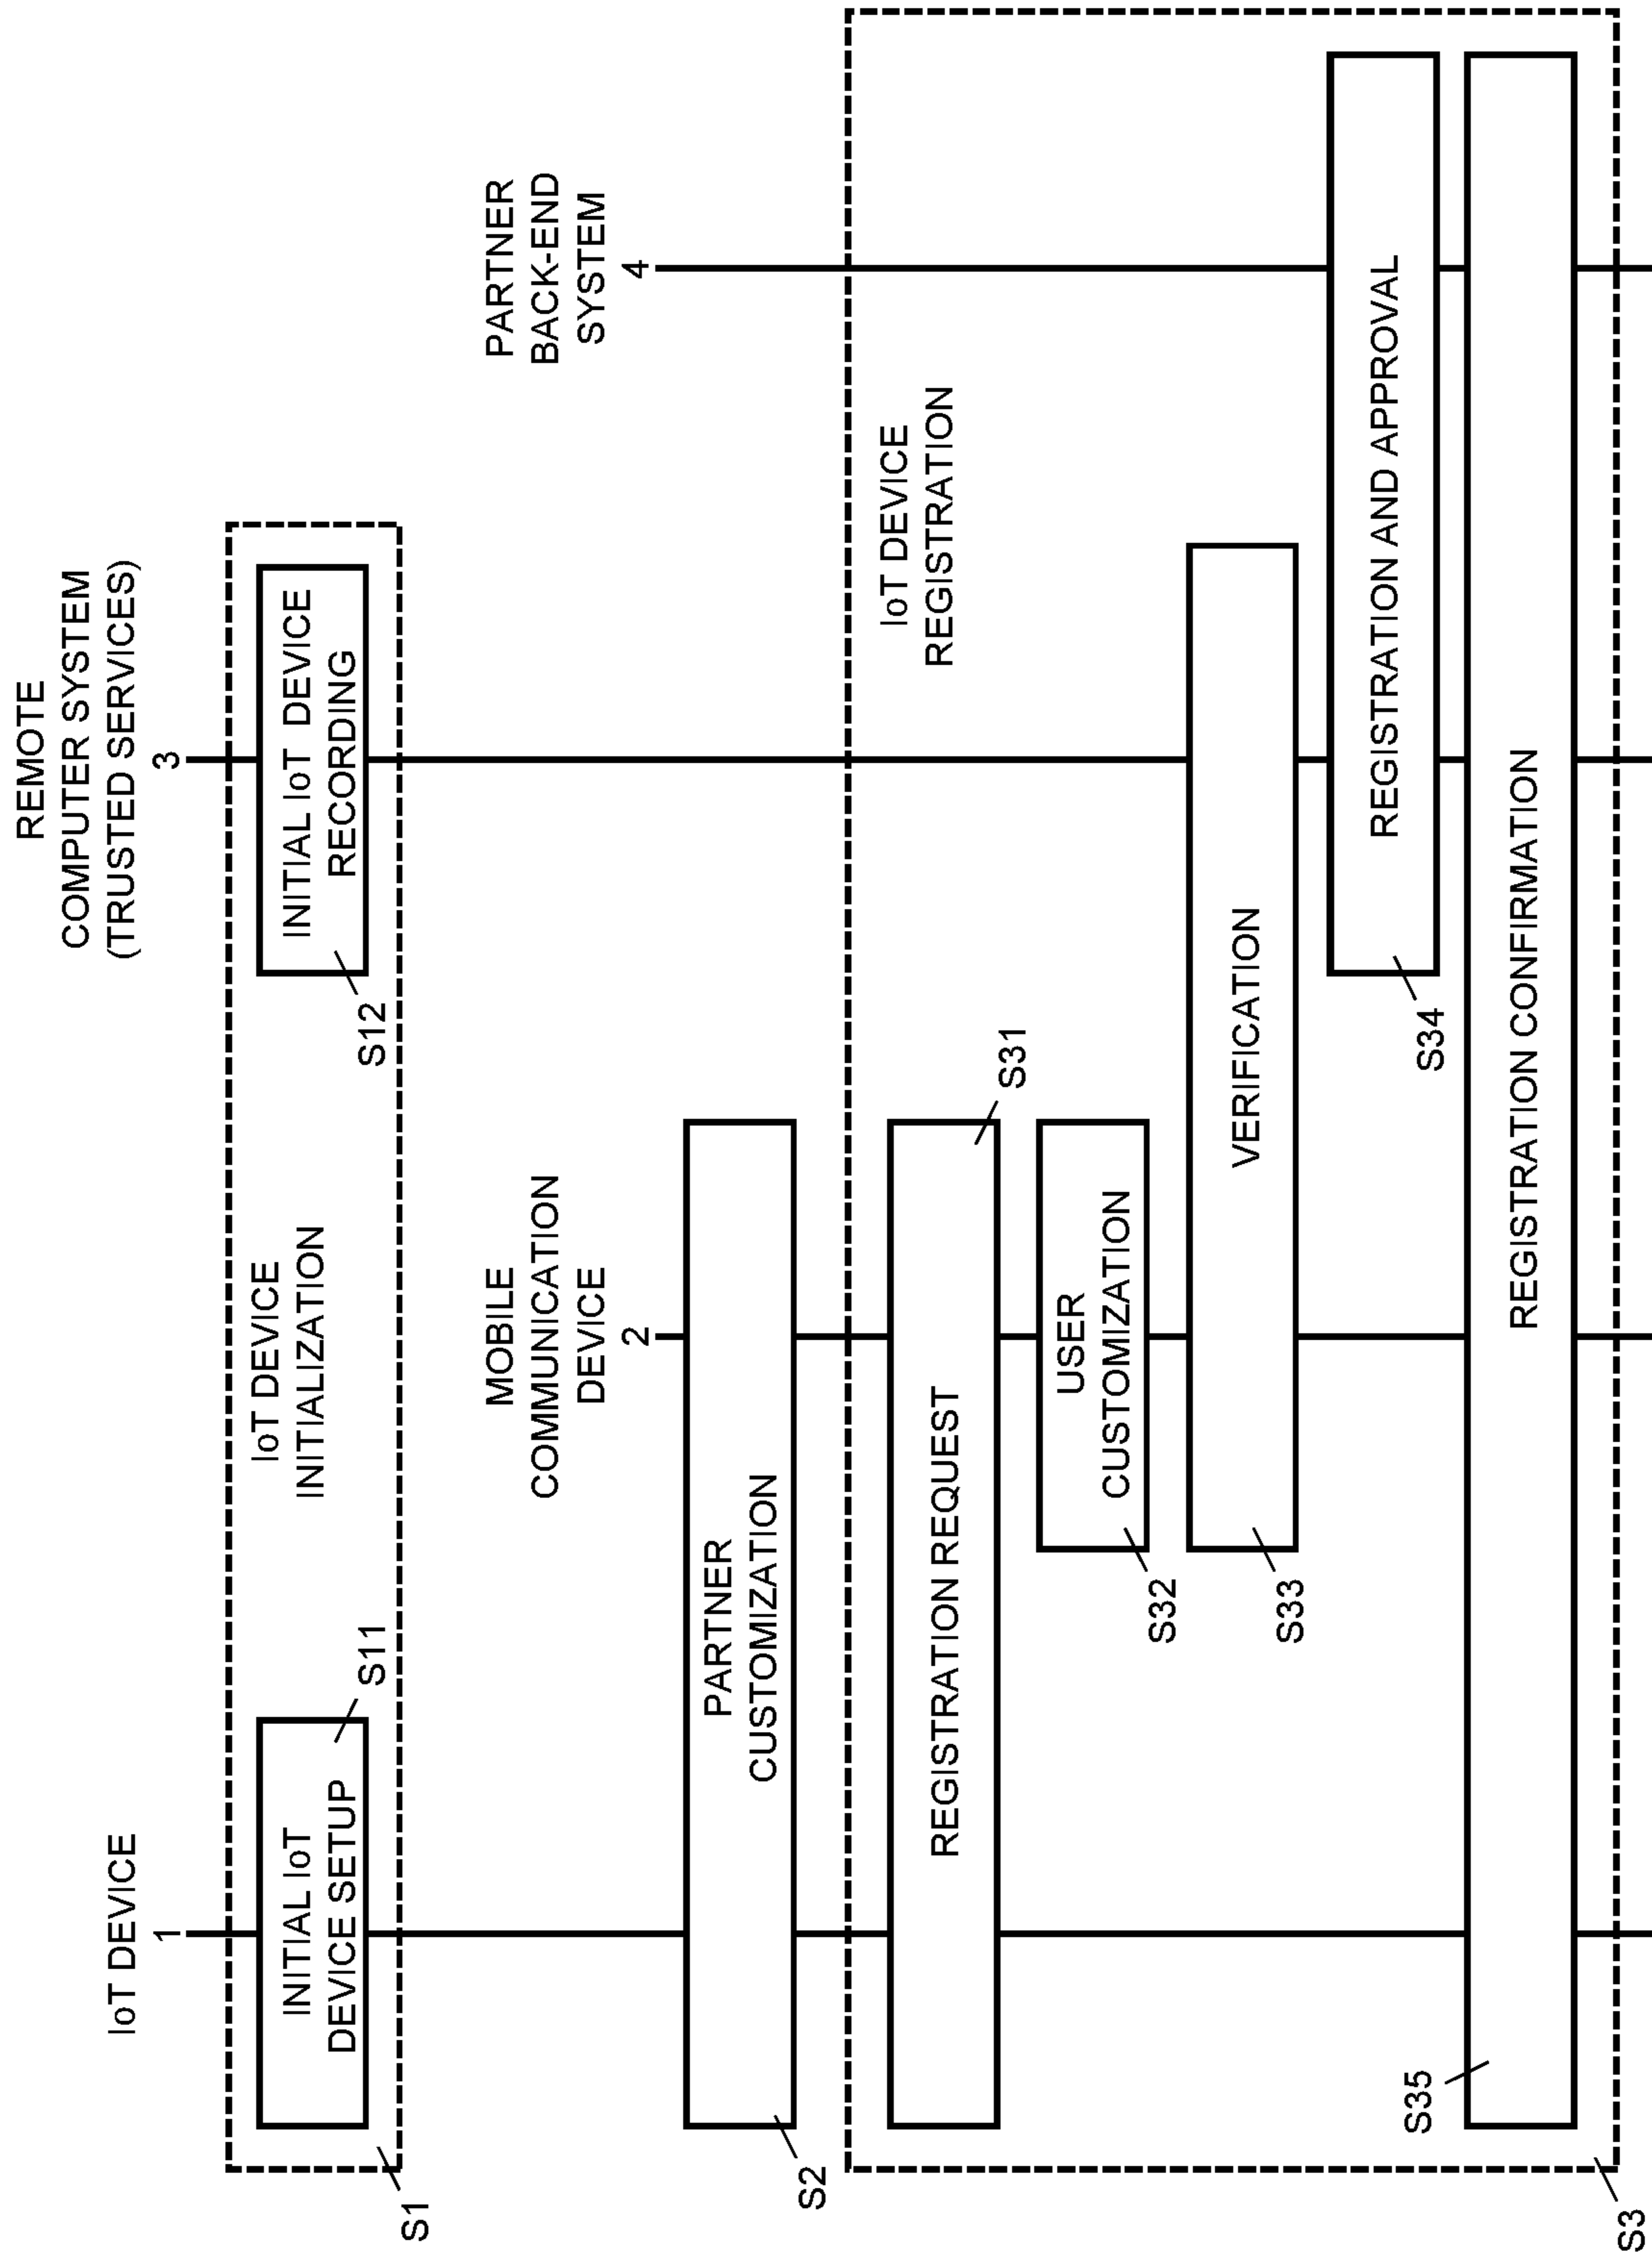 REMOTE
COMPUTER SYSTEM
(TRUSTED SERVICES)
3
IoT DEVICE
1
IoT DEVICE
INITIALIZATION
INITIAL IoT
DEVICE SETUP
S11
INITIAL IoT DEVICE
RECORDING
S12
S1
MOBILE
COMMUNICATION
DEVICE
2
PARTNER
BACK-END
SYSTEM
4
PARTNER
CUSTOMIZATION
S2
IoT DEVICE
REGISTRATION
REGISTRATION REQUEST
S31
USER
CUSTOMIZATION
S32
VERIFICATION
S33
REGISTRATION AND APPROVAL
S34
REGISTRATION CONFIRMATION
S35
S3